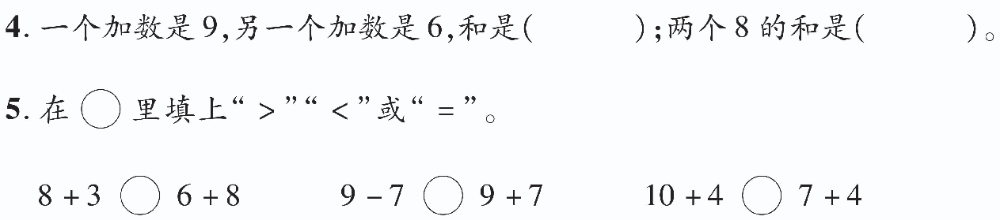 4. 一个加数是 9,另一个加数是 6,和是(　　　);两个 8 的和是(　　　)。
5. 在 ○ 里填上“ > ”“ < ”或“ = ”。
8 + 3 ○ 6 + 8　　9 − 7 ○ 9 + 7　　10 + 4 ○ 7 + 4